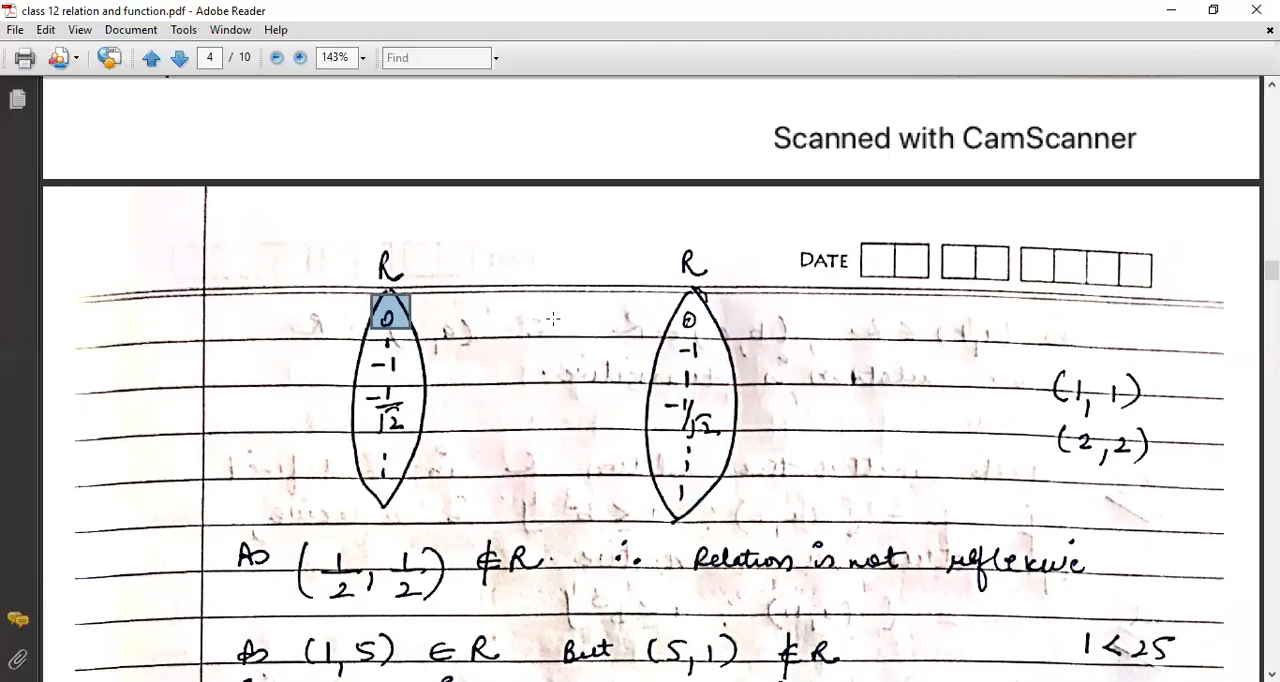 class 12 relation and function.pdf - Adobe Reader
File Edit View Document Tools Window Help
4 / 10 143% Find
Scanned with CamScanner
DATE
R R
0 0
-1 -1
-1/√2 1
-1/√2
(1, 1)
(2, 2)
As (1/2, 1/2) ∉ R ∴ Relation is not reflexive
As (1, 5) ∈ R But (5, 1) ∉ R 1 < 25